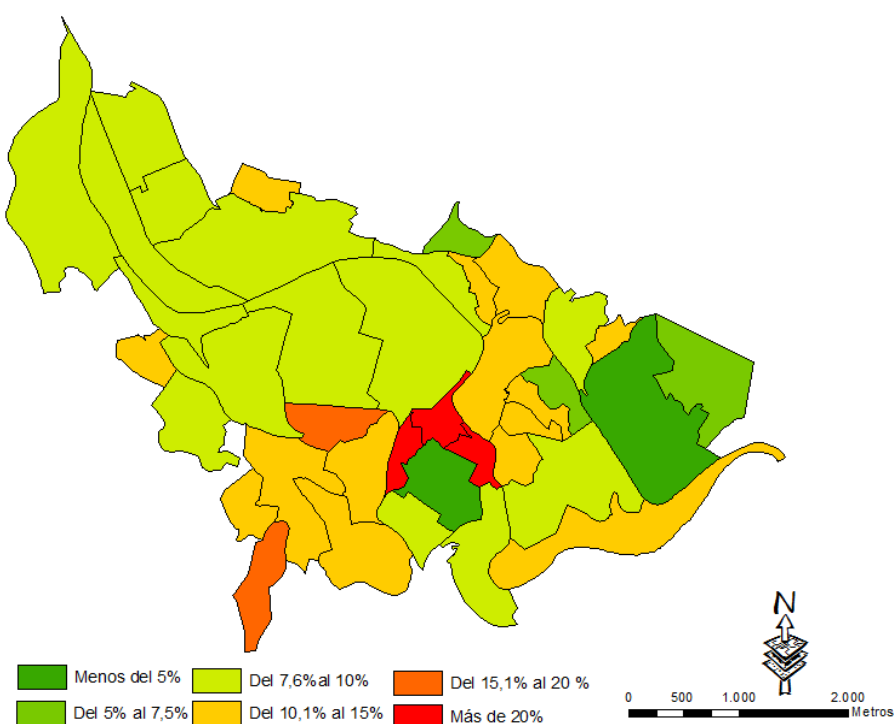 N
Menos del 5%
Del 7,6% al 10%
Del 15,1% al 20 %
Del 5% al 7,5%
Del 10,1% al 15%
Más de 20%
0 500 1.000 2.000
Metros